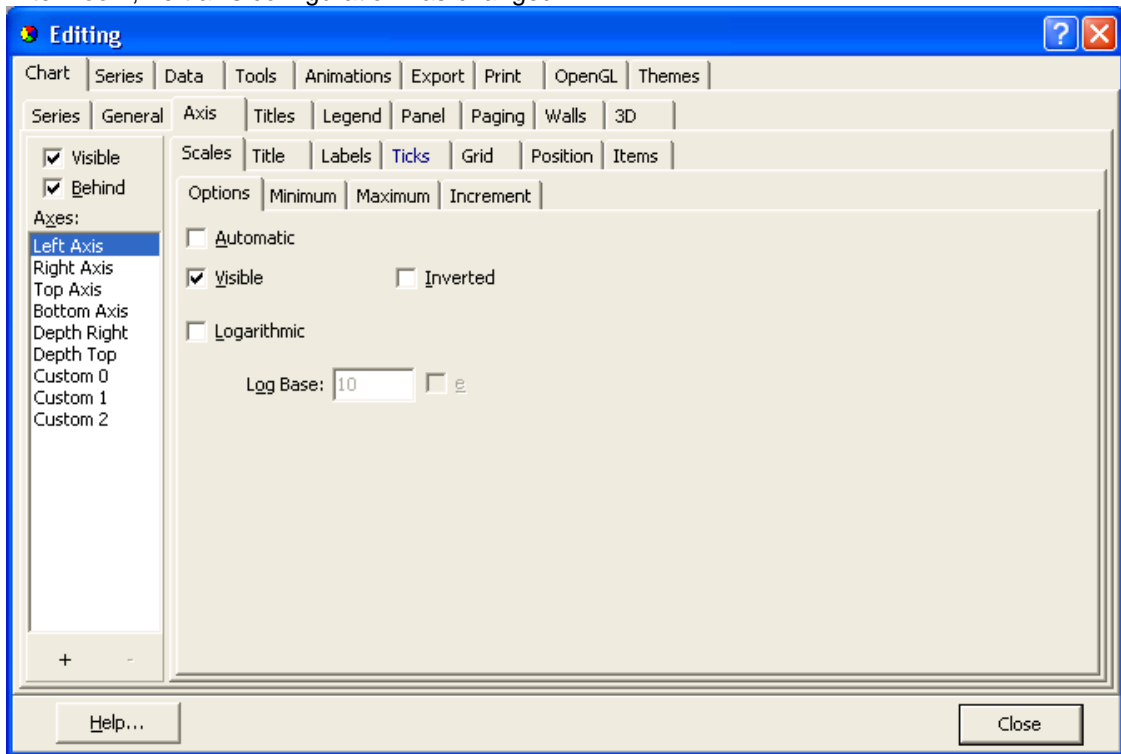 Editing
Chart Series Data Tools Animations Export Print OpenGL Themes
Series General Axis Titles Legend Panel Paging Walls 3D
Visible
Behind
Axes:
Left Axis
Right Axis
Top Axis
Bottom Axis
Depth Right
Depth Top
Custom 0
Custom 1
Custom 2
+ -
Scales Title Labels Ticks Grid Position Items
Options Minimum Maximum Increment
Automatic
Visible Inverted
Logarithmic
Log Base: 10 e
Help... Close